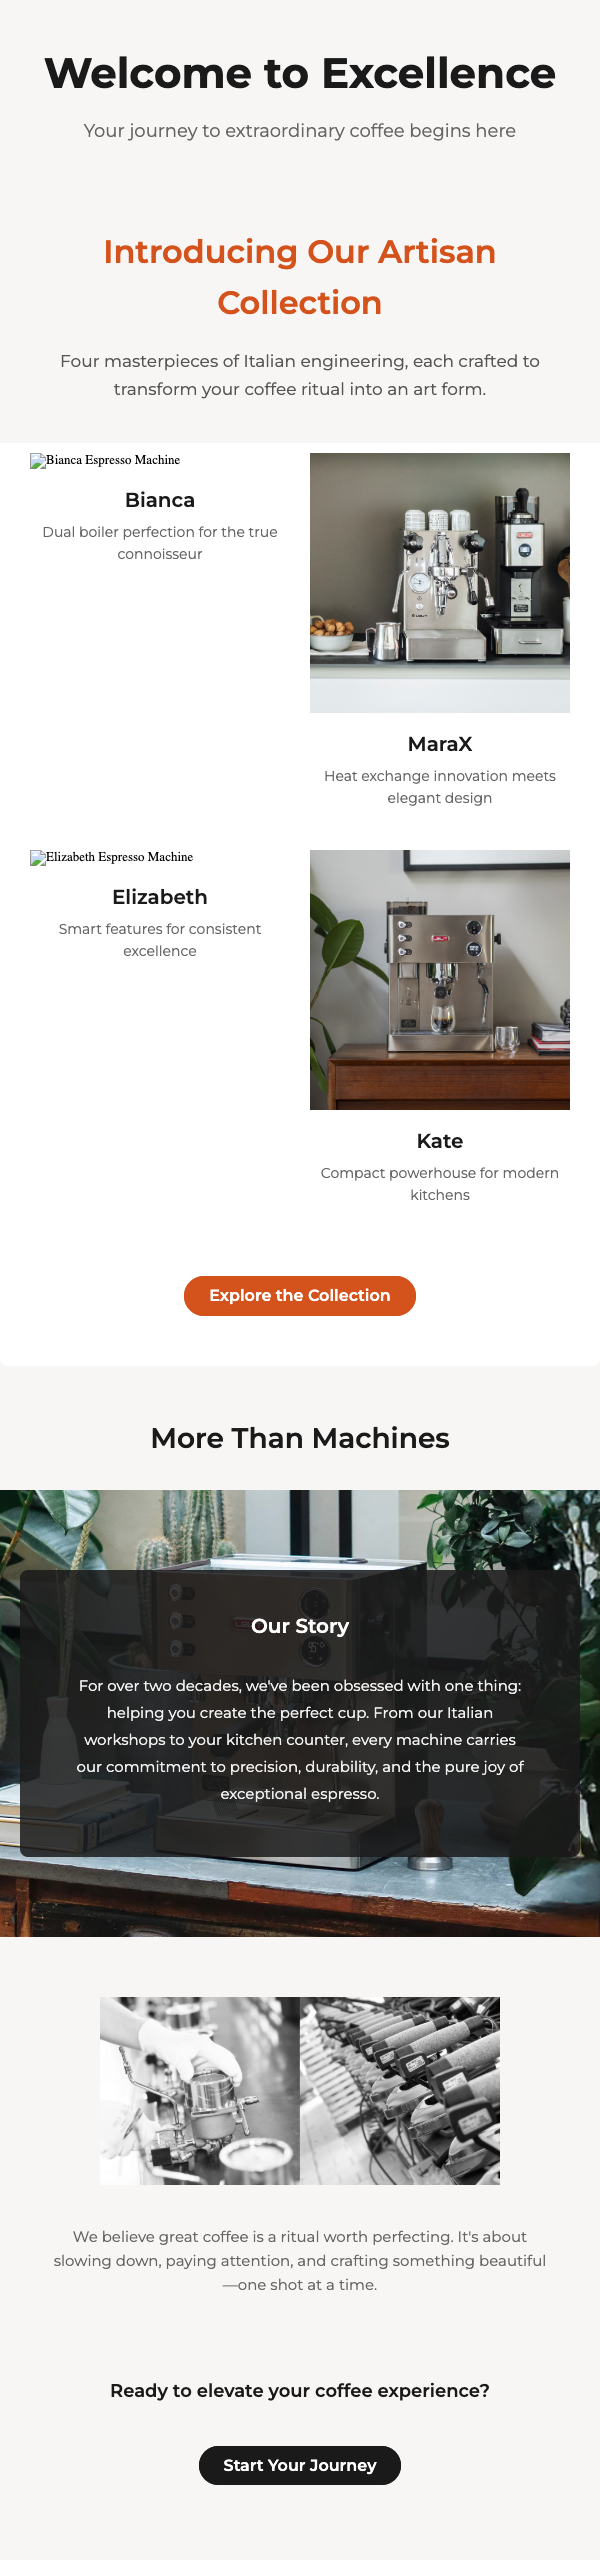 Welcome to Excellence
Your journey to extraordinary coffee begins here
Introducing Our Artisan
Collection
Four masterpieces of Italian engineering, each crafted to
transform your coffee ritual into an art form.
Bianca Espresso Machine
Bianca
Dual boiler perfection for the true
connoisseur
MaraX
Heat exchange innovation meets
elegant design
Elizabeth Espresso Machine
Elizabeth
Smart features for consistent
excellence
Kate
Compact powerhouse for modern
kitchens
Explore the Collection
More Than Machines
Our Story
For over two decades, we've been obsessed with one thing:
helping you create the perfect cup. From our Italian
workshops to your kitchen counter, every machine carries
our commitment to precision, durability, and the pure joy of
exceptional espresso.
We believe great coffee is a ritual worth perfecting. It's about
slowing down, paying attention, and crafting something beautiful
—one shot at a time.
Ready to elevate your coffee experience?
Start Your Journey